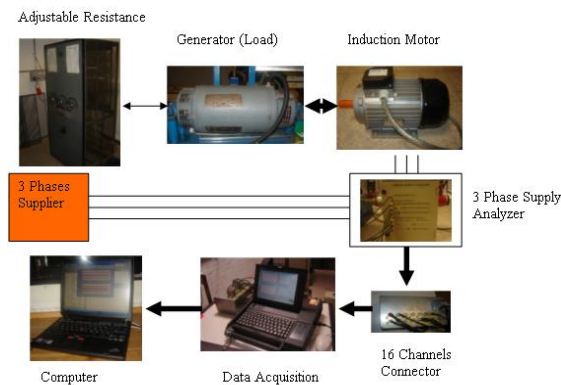 Adjustable Resistance
Generator (Load)
Induction Motor
3 Phases
Supplier
3 Phase Supply
Analyzer
16 Channels
Connector
Computer
Data Acquisition